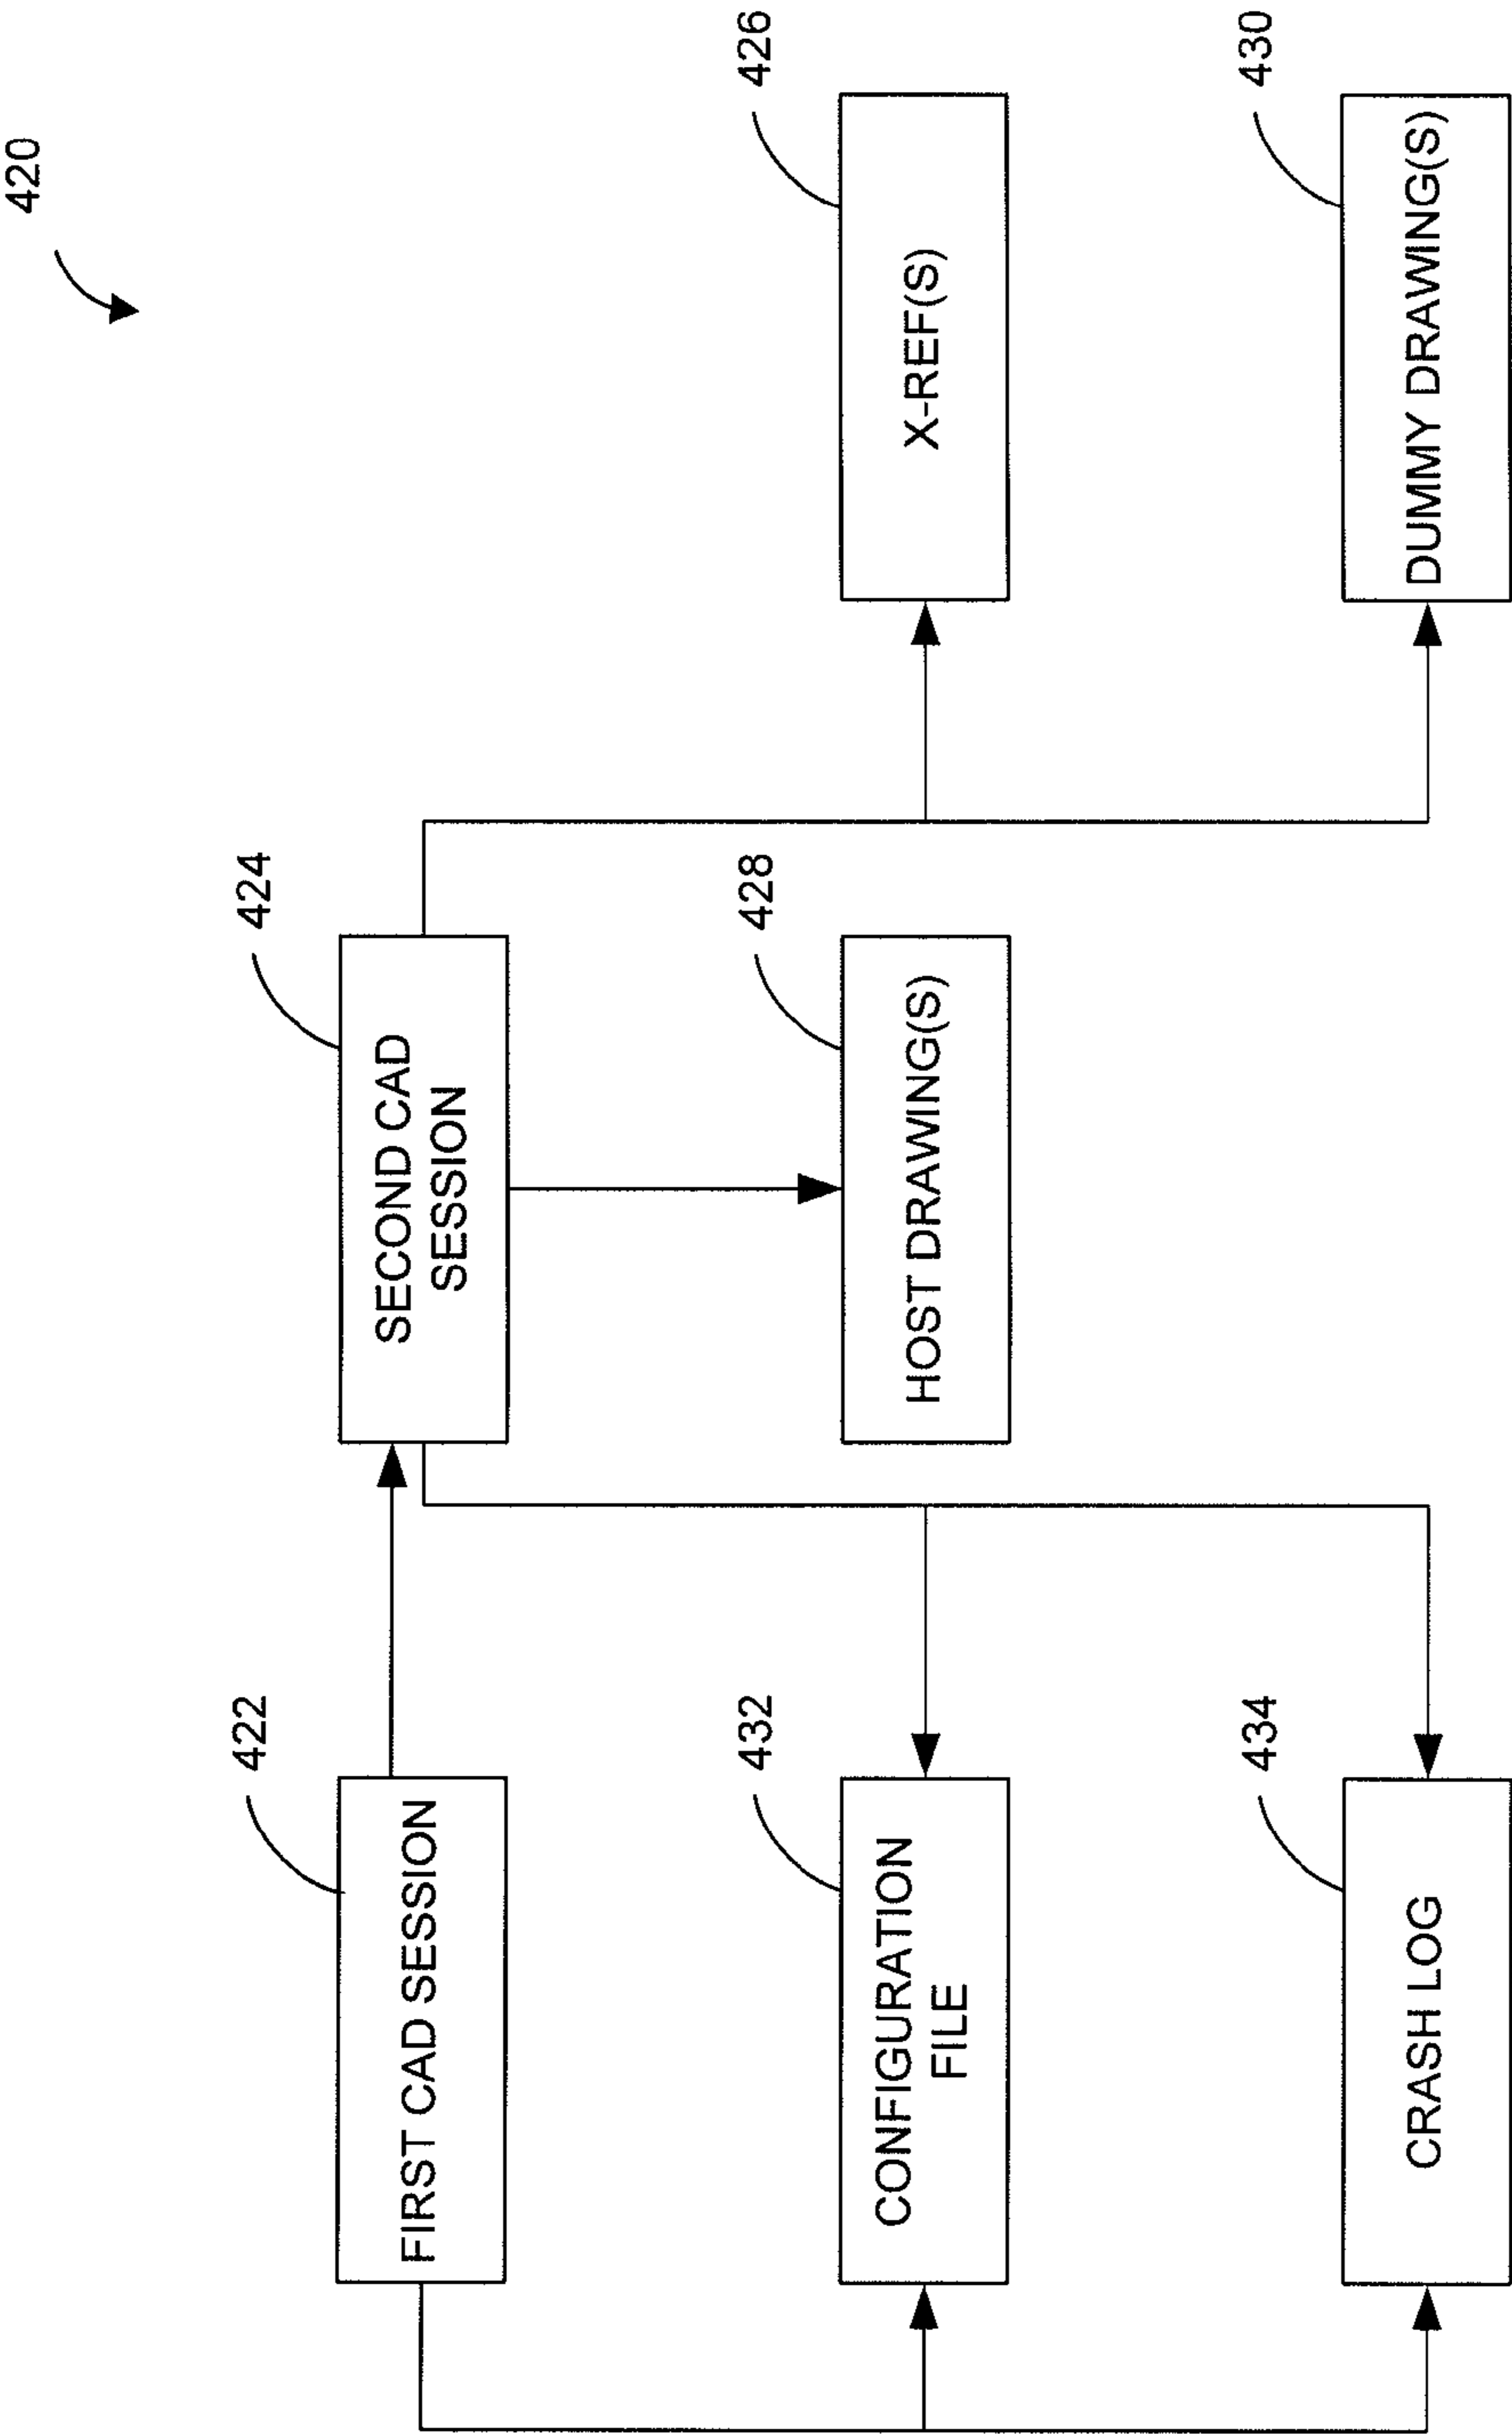 420
422
FIRST CAD SESSION
424
SECOND CAD
SESSION
432
CONFIGURATION
FILE
428
HOST DRAWING(S)
426
X-REF(S)
434
CRASH LOG
430
DUMMY DRAWING(S)